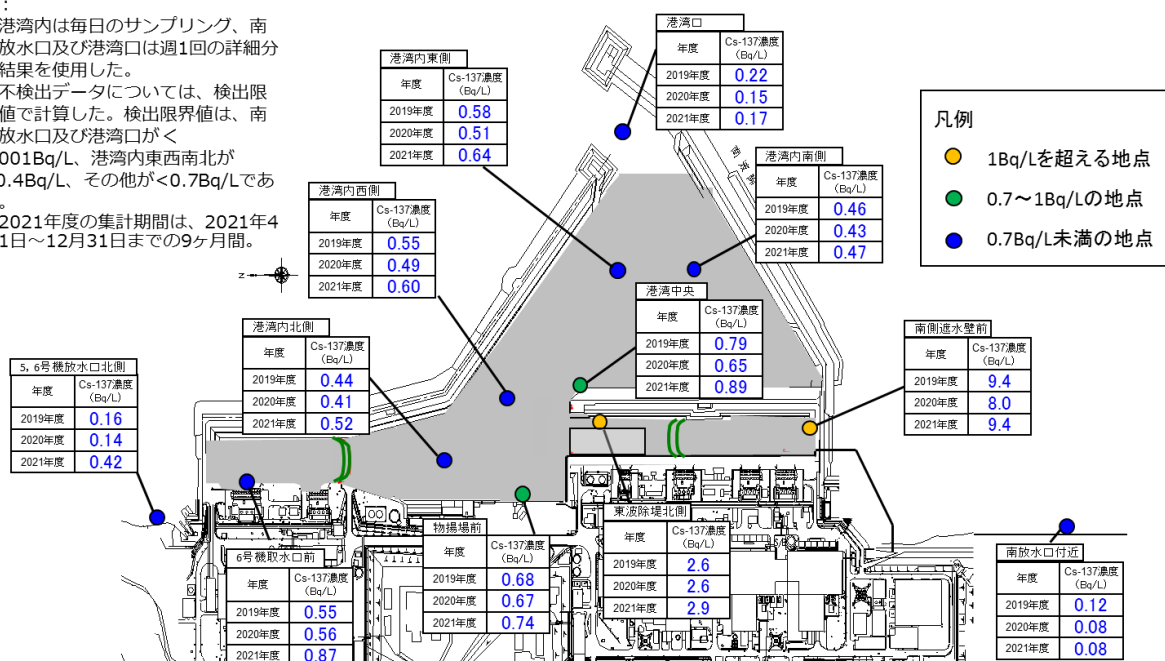 ：
港湾内は毎日のサンプリング、南
放水口及び港湾口は週1回の詳細分
結果を使用した。
不検出データについては、検出限
値で計算した。検出限界値は、南
放水口及び港湾口がく
001Bq/L、港湾内東西南北が
0.4Bq/L、その他が<0.7Bq/Lであ
。
2021年度の集計期間は、2021年4
1日～12月31日までの9ヶ月間。
港湾口
年度 Cs-137濃度
(Bq/L)
2019年度 0.22
2020年度 0.15
2021年度 0.17
港湾内東側
年度 Cs-137濃度
(Bq/L)
2019年度 0.58
2020年度 0.51
2021年度 0.64
凡例
1Bq/Lを超える地点
0.7～1Bq/Lの地点
0.7Bq/L未満の地点
港湾内南側
年度 Cs-137濃度
(Bq/L)
2019年度 0.46
2020年度 0.43
2021年度 0.47
港湾内西側
年度 Cs-137濃度
(Bq/L)
2019年度 0.55
2020年度 0.49
2021年度 0.60
Z
港湾中央
年度 Cs-137濃度
(Bq/L)
2019年度 0.79
2020年度 0.65
2021年度 0.89
港湾内北側
年度 Cs-137濃度
(Bq/L)
2019年度 0.44
2020年度 0.41
2021年度 0.52
南側遮水壁前
年度 Cs-137濃度
(Bq/L)
2019年度 9.4
2020年度 8.0
2021年度 9.4
5，6号機放水口北側
年度 Cs-137濃度
(Bq/L)
2019年度 0.16
2020年度 0.14
2021年度 0.42
6号機取水口前
年度 Cs-137濃度
(Bq/L)
2019年度 0.55
2020年度 0.56
2021年度 0.87
物揚場前
年度 Cs-137濃度
(Bq/L)
2019年度 0.68
2020年度 0.67
2021年度 0.74
東波除堤北側
年度 Cs-137濃度
(Bq/L)
2019年度 2.6
2020年度 2.6
2021年度 2.9
南放水口付近
年度 Cs-137濃度
(Bq/L)
2019年度 0.12
2020年度 0.08
2021年度 0.08